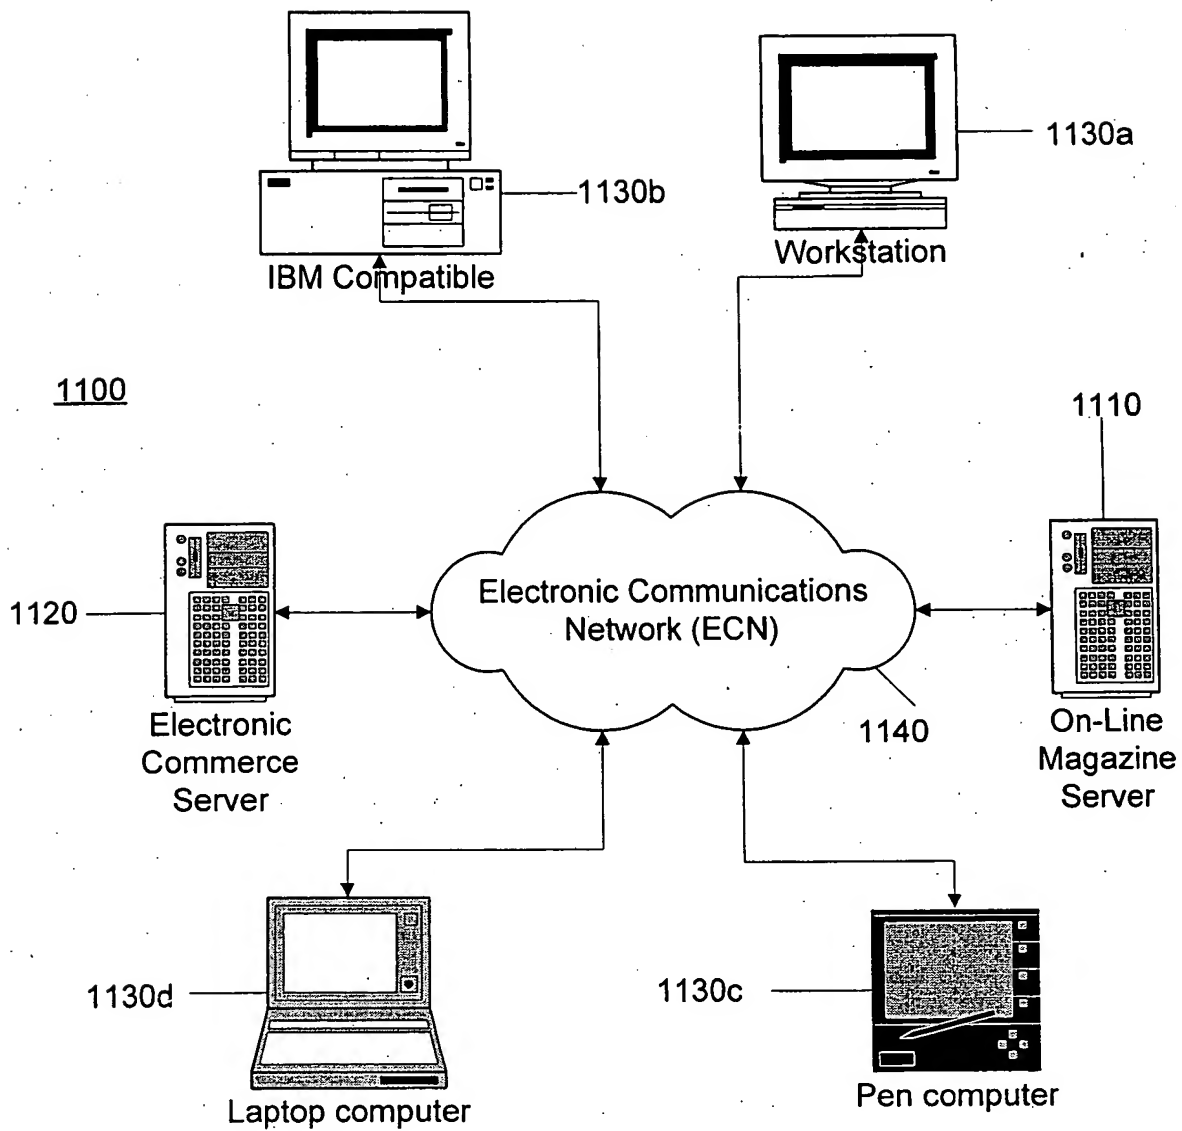 1130a
1130b
Workstation
IBM Compatible
1100
1110
Electronic Communications
Network (ECN)
1120
1140
Electronic
Commerce
Server
On-Line
Magazine
Server
1130d
1130c
Laptop computer
Pen computer